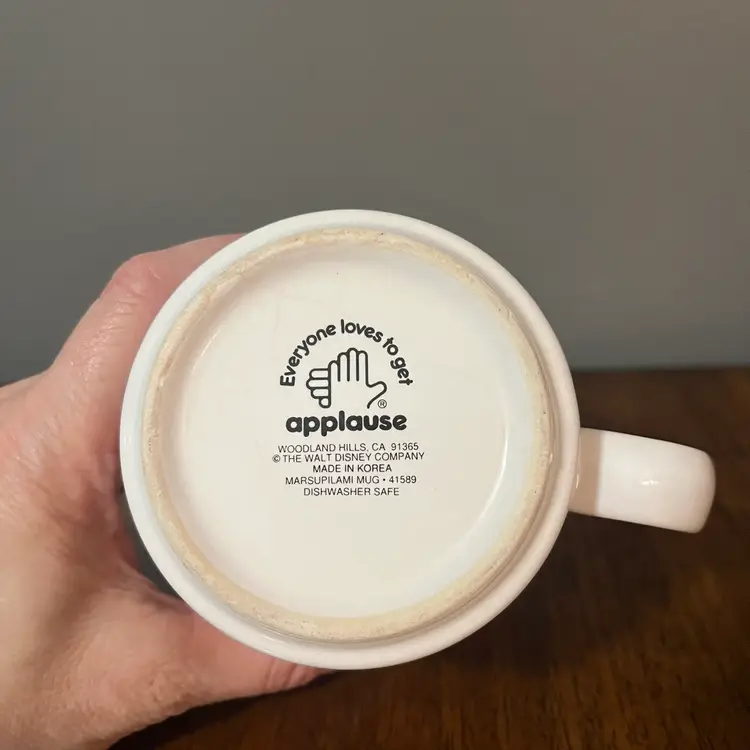 Everyone loves to get
®
applause
WOODLAND HILLS, CA 91365
© THE WALT DISNEY COMPANY
MADE IN KOREA
MARSUPILAMI MUG • 41589
DISHWASHER SAFE